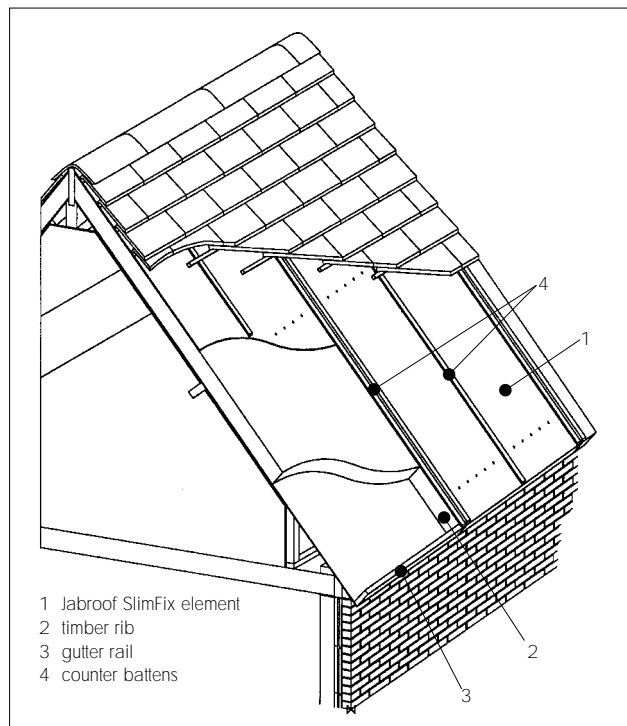 4
1
2
3
1 Jabroof SlimFix element
2 timber rib
3 gutter rail
4 counter battens